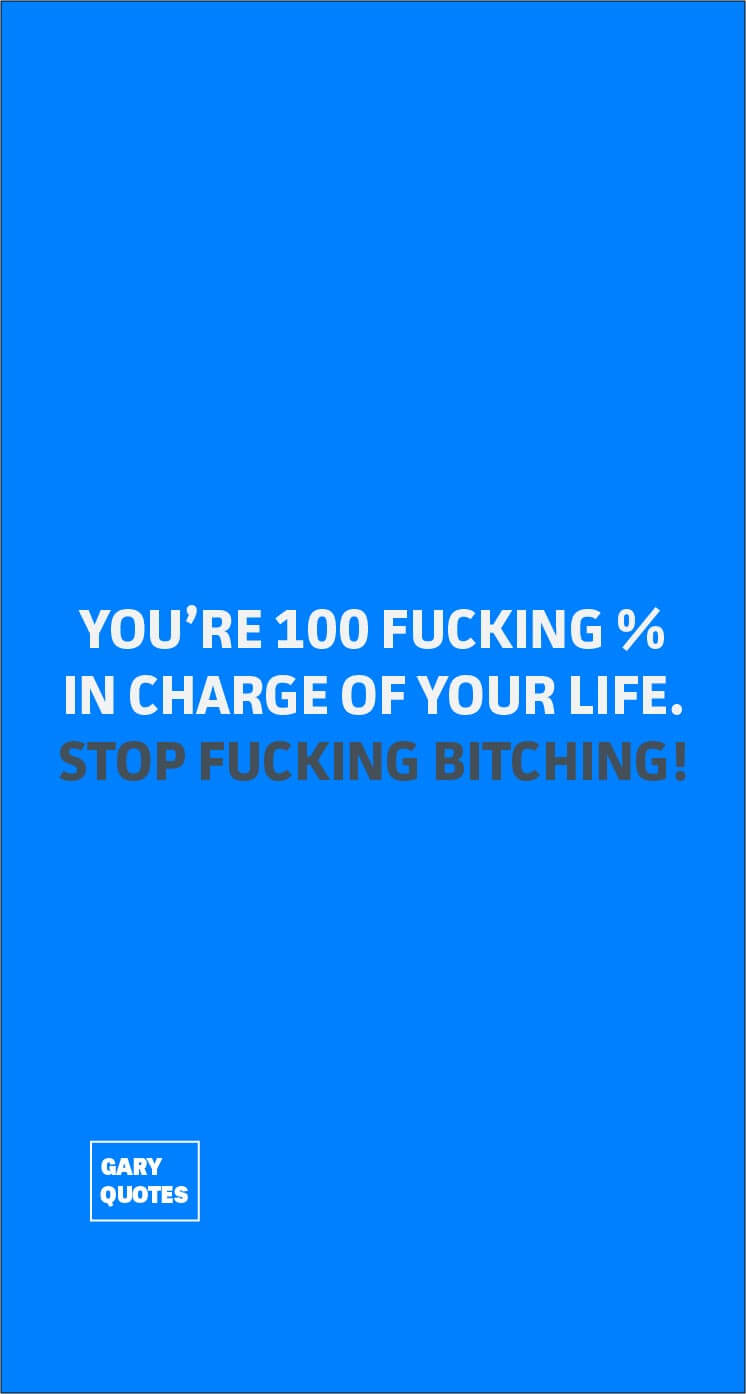 YOU’RE 100 FUCKING %
IN CHARGE OF YOUR LIFE.
STOP FUCKING BITCHING!
GARY
QUOTES